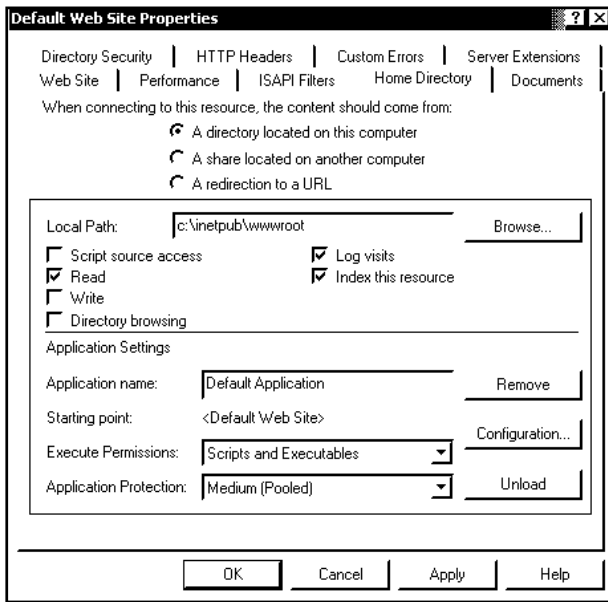 Default Web Site Properties
Directory Security HTTP Headers Custom Errors Server Extensions
Web Site Performance ISAPI Filters Home Directory Documents
When connecting to this resource, the content should come from:
A directory located on this computer
A share located on another computer
A redirection to a URL
Local Path: c:\inetpub\wwwroot Browse...
Script source access Log visits
Read Index this resource
Write
Directory browsing
Application Settings
Application name: Default Application Remove
Starting point: <Default Web Site>
Configuration...
Execute Permissions: Scripts and Executables
Application Protection: Medium (Pooled) Unload
OK Cancel Apply Help